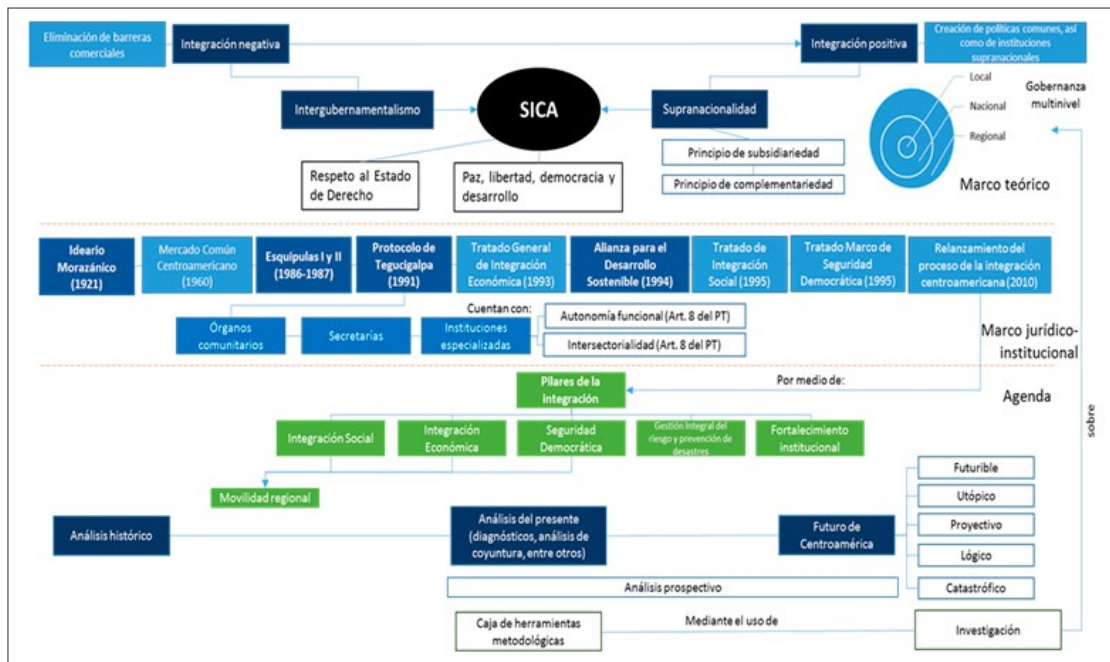 Eliminación de barreras
comerciales
Integración negativa
Integración positiva
Creación de políticas comunes, así
como de instituciones
supranacionales
Intergubernamentalismo
SICA
Supranacionalidad
Local
Nacional
Regional
Gobernanza
multinivel
Respeto al Estado
de Derecho
Paz, libertad, democracia y
desarrollo
Principio de subsidiariedad
Principio de complementariedad
Marco teórico
Ideario
Morazánico
(1921)
Mercado Común
Centroamericano
(1960)
Esquípulas I y II
(1986-1987)
Protocolo de
Tegucigalpa
(1991)
Tratado General
de Integración
Económica (1993)
Alianza para el
Desarrollo
Sostenible (1994)
Tratado de
Integración
Social (1995)
Tratado Marco de
Seguridad
Democrática (1995)
Relanzamiento del
proceso de la integración
centroamericana (2010)
Órganos
comunitarios
Secretarías
Instituciones
especializadas
Cuentan con:
Autonomía funcional (Art. 8 del PT)
Intersectorialidad (Art. 8 del PT)
Marco jurídico-
institucional
Pilares de la
integración
Por medio de:
Agenda
Integración Social
Integración
Económica
Seguridad
Democrática
Gestión Integral del
riesgo y prevención de
desastres
Fortalecimiento
institucional
Movilidad regional
sobre
Análisis histórico
Análisis del presente
(diagnósticos, análisis de
coyuntura, entre otros)
Futuro de
Centroamérica
Futurible
Utópico
Proyectivo
Lógico
Catastrófico
Análisis prospectivo
Caja de herramientas
metodológicas
Mediante el uso de
Investigación